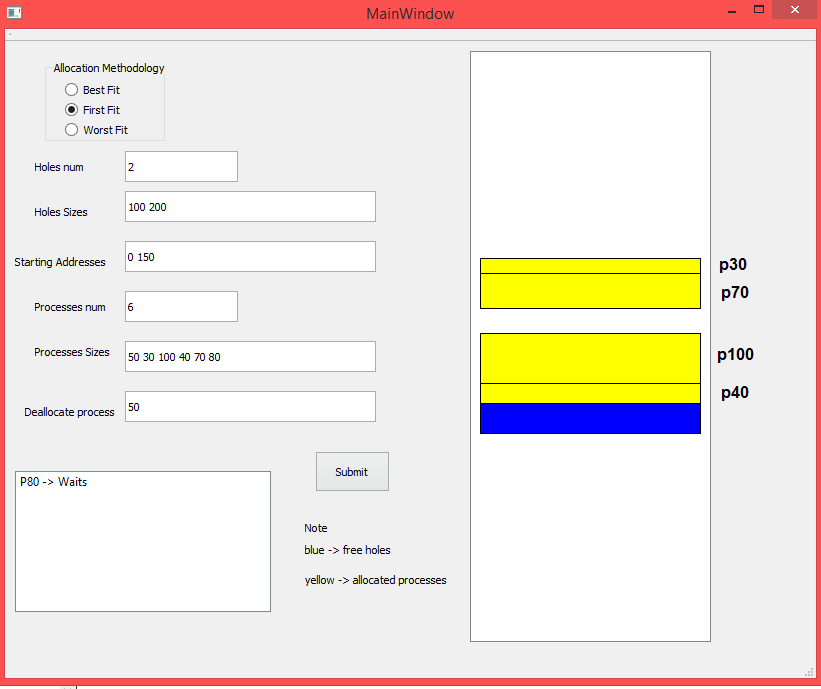 MainWindow
Allocation Methodology
Best Fit
First Fit
Worst Fit
Holes num
2
Holes Sizes
100 200
Starting Addresses
0 150
Processes num
6
Processes Sizes
50 30 100 40 70 80
Deallocate process
50
Submit
P80 -> Waits
Note
blue -> free holes
yellow -> allocated processes
p30
p70
p100
p40